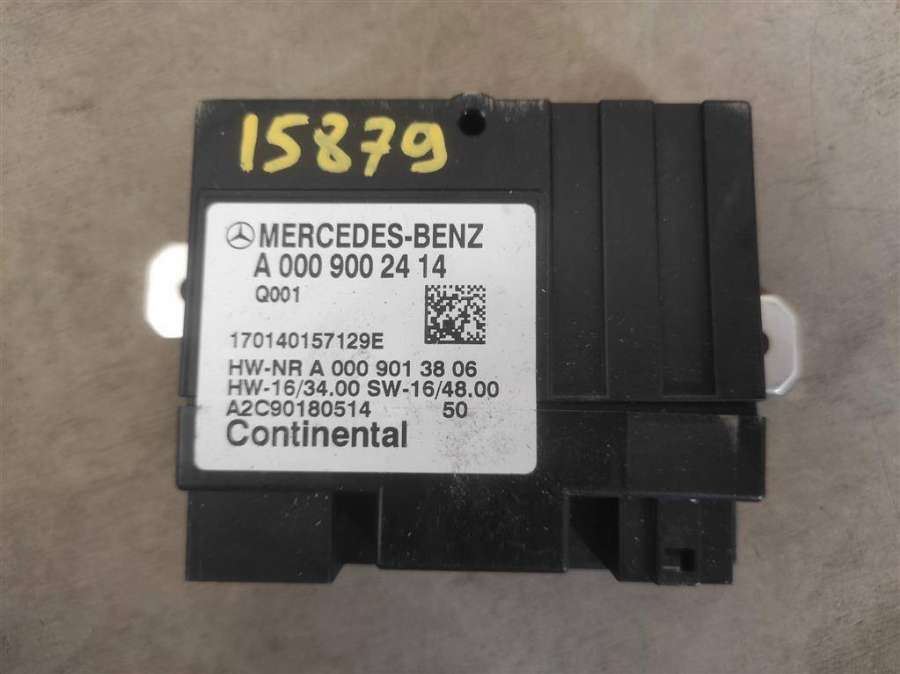 15879
MERCEDES-BENZ
A 000 900 24 14
Q001
170140157129E
HW-NR A 000 901 38 06
HW-16/34.00 SW-16/48.00
A2C90180514 50
Continental